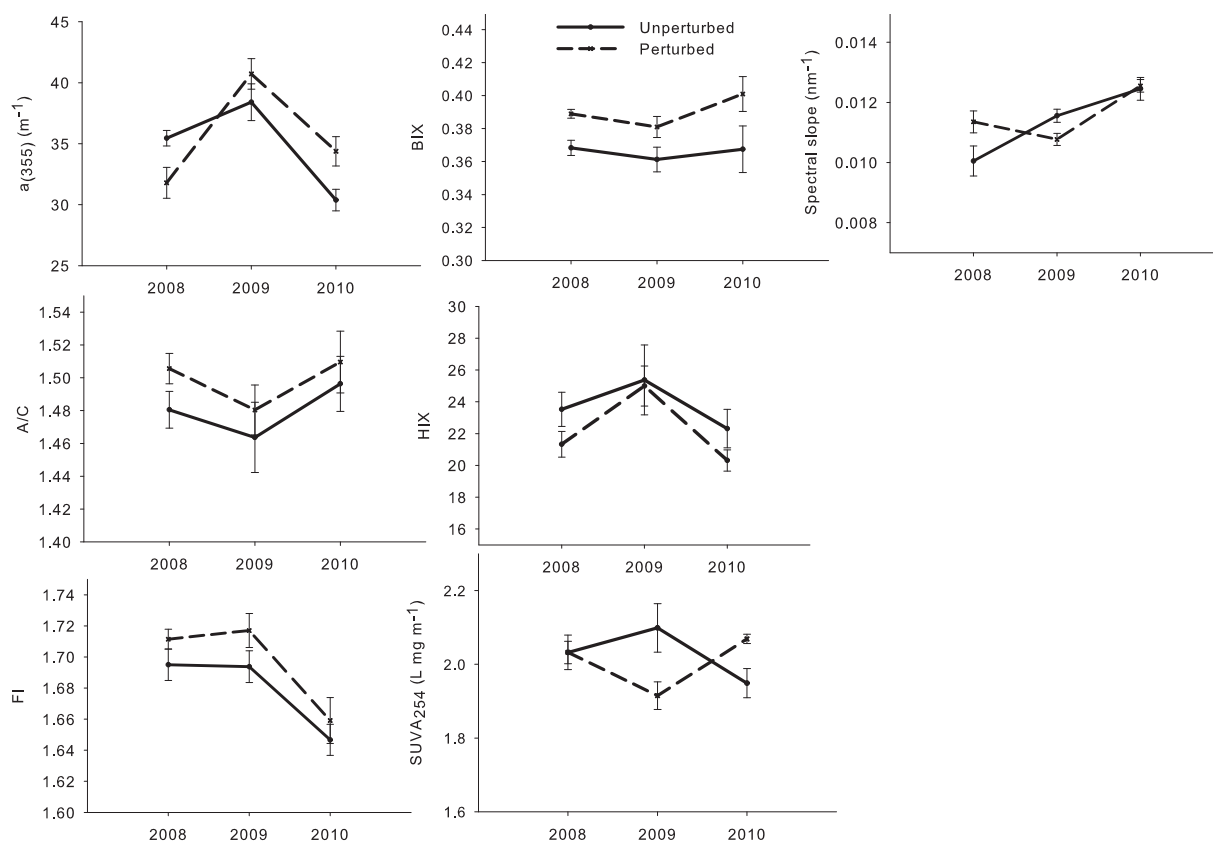 a(355) (m-1)
45
40
35
30
25
2008 2009 2010
BIX
0.44
0.42
0.40
0.38
0.36
0.34
0.32
0.30
2008 2009 2010
Unperturbed
Perturbed
Spectral slope (nm-1)
0.014
0.012
0.010
0.008
2008 2009 2010
A/C
1.54
1.52
1.50
1.48
1.46
1.44
1.42
1.40
2008 2009 2010
HIX
30
28
26
24
22
20
18
16
2008 2009 2010
FI
1.74
1.72
1.70
1.68
1.66
1.64
1.62
1.60
2008 2009 2010
SUVA254 (L mg m-1)
2.2
2.0
1.8
1.6
2008 2009 2010